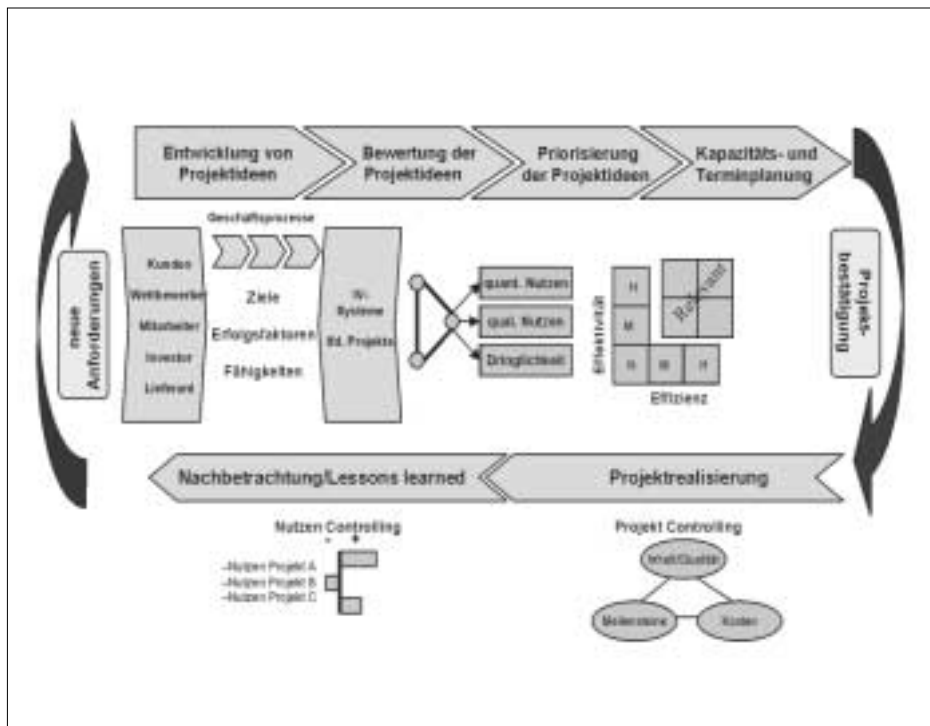 Entwicklung von
Projektideen
Bewertung der
Projektideen
Priorisierung
der Projektideen
Kapazitäts- und
Terminplanung
neue
Anforderungen
Geschäftsprozesse
Kunden
Wettbewerber
Mitarbeiter
Investor
Lieferant
Ziele
Erfolgsfaktoren
Fähigkeiten
Systeme
Projekte
quant. Nutzen
qual. Nutzen
Dringlichkeit
Effektivität
H
M
N
M
H
Relevant
Effizienz
Projekt-
bestätigung
Nachbetrachtung/Lessons learned
Projektrealisierung
Nutzen Controlling
- +
–Nutzen Projekt A
–Nutzen Projekt B
–Nutzen Projekt C
Projekt Controlling
Inhalt/Qualität
Meilensteine
Kosten